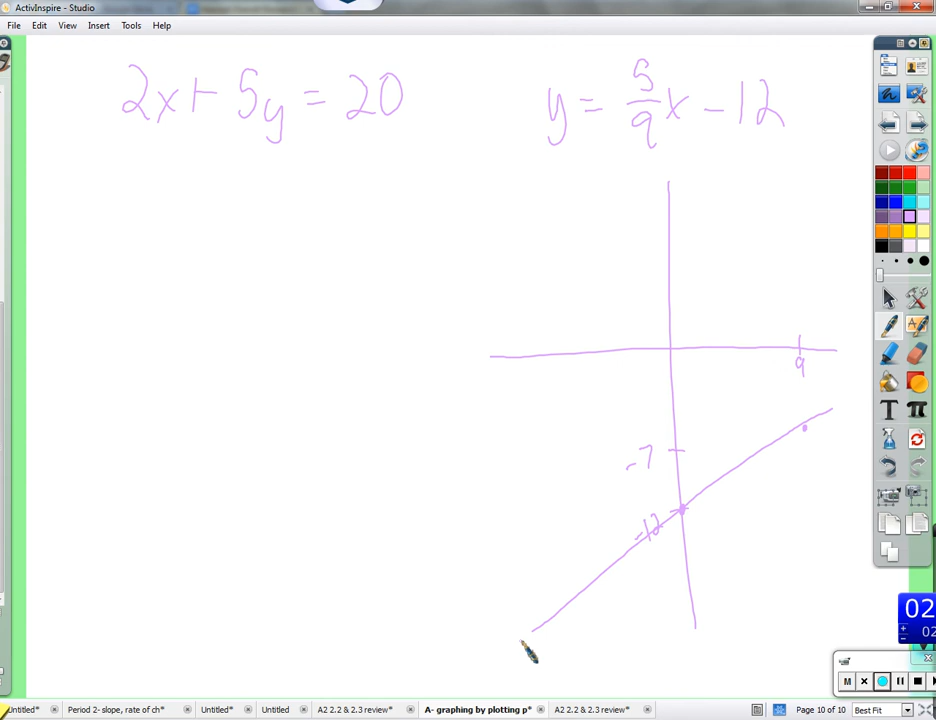 ActivInspire - Studio
File Edit View Insert Tools Help
2x + 5y = 20
y = 5/9 x - 12
9
-7
-12
02
02
Untitled* Period 2- slope, rate of ch* Untitled* Untitled A2 2.2 & 2.3 review* A- graphing by plotting p* A2 2.2 & 2.3 review* Page 10 of 10 Best Fit